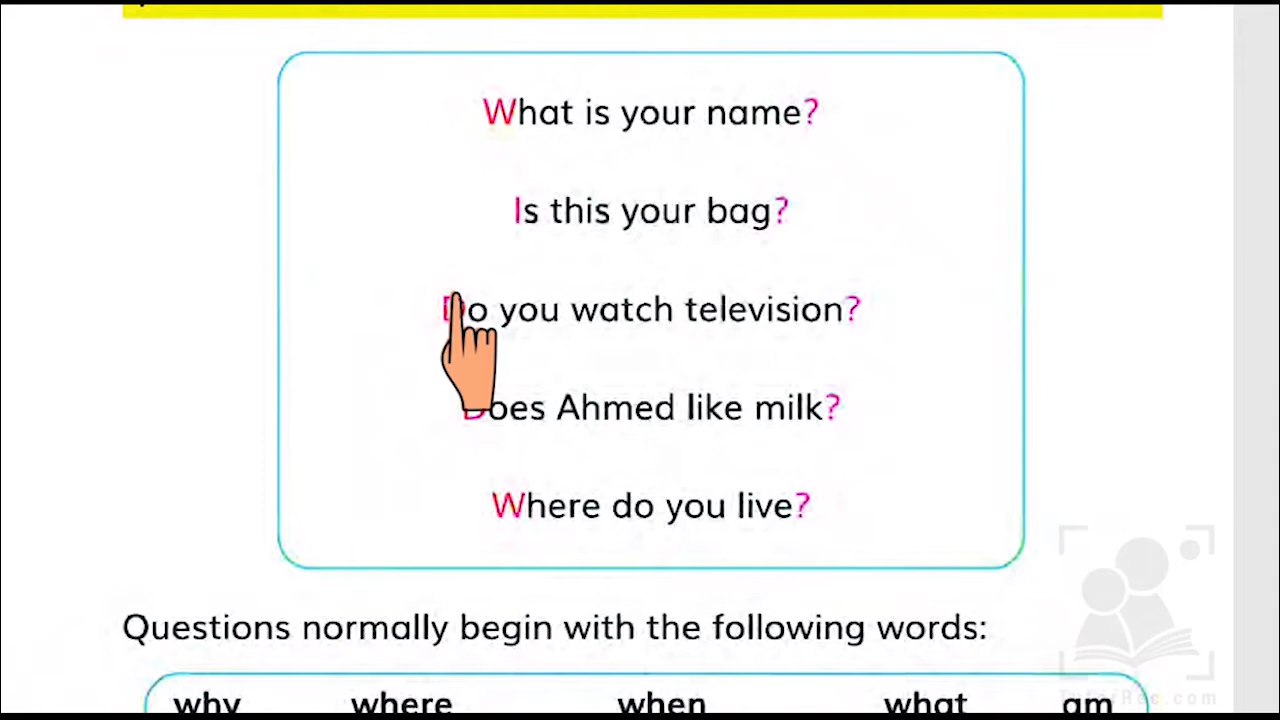 What is your name?
Is this your bag?
Do you watch television?
Does Ahmed like milk?
Where do you live?
Questions normally begin with the following words:
why where when what am